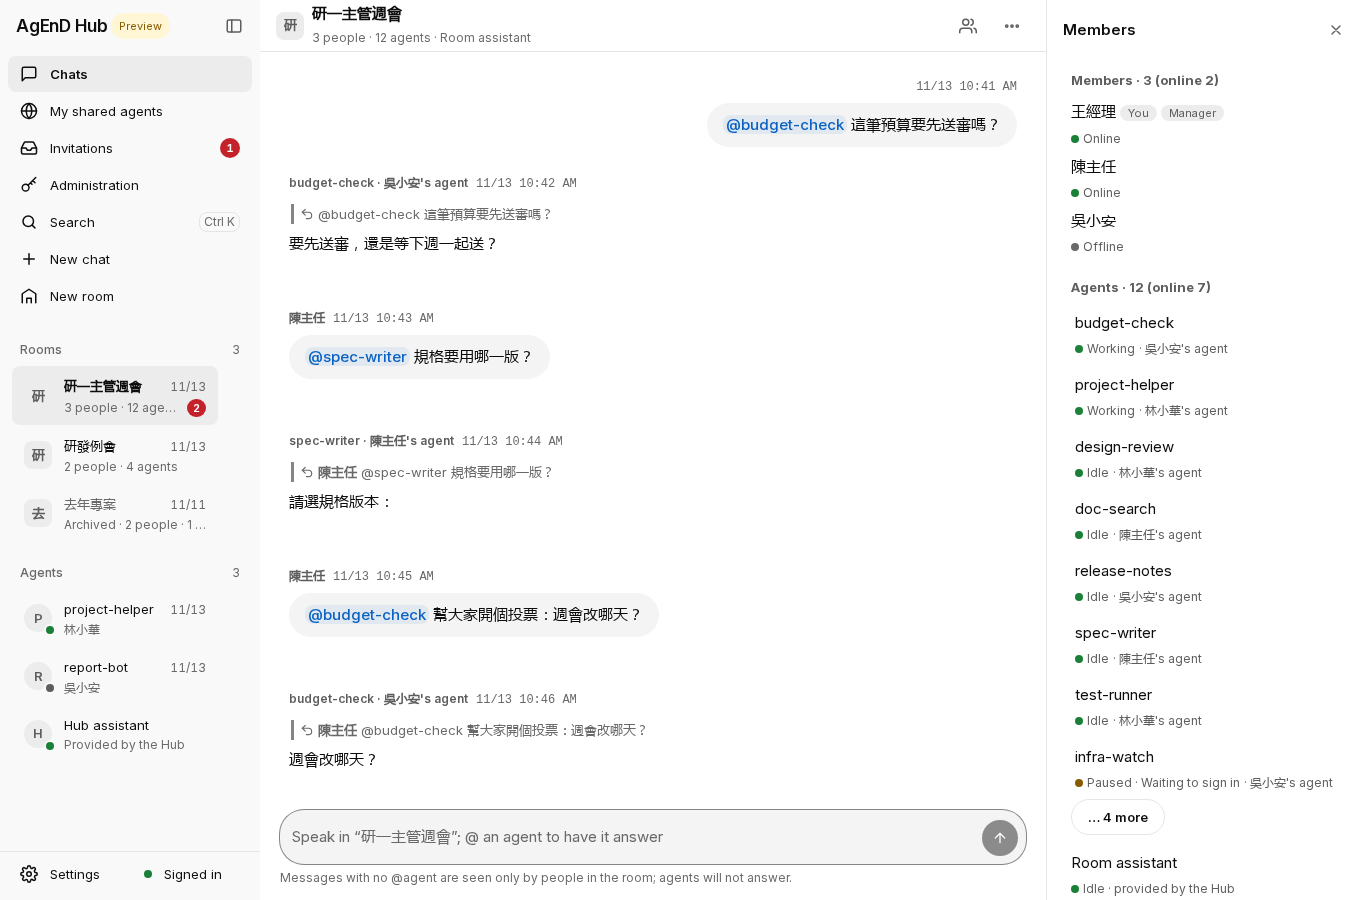 AgEnD Hub Preview
Chats
My shared agents
Invitations 1
Administration
Search Ctrl K
New chat
New room
Rooms 3
研 研一主管週會 11/13
3 people · 12 age… 2
研 研發例會 11/13
2 people · 4 agents
去 去年專案 11/11
Archived · 2 people · 1 …
Agents 3
P project-helper 11/13
林小華
R report-bot 11/13
吳小安
H Hub assistant
Provided by the Hub
Settings Signed in
研 研一主管週會
3 people · 12 agents · Room assistant
11/13 10:41 AM
@budget-check 這筆預算要先送審嗎？
budget-check · 吳小安's agent 11/13 10:42 AM
@budget-check 這筆預算要先送審嗎？
要先送審，還是等下週一起送？
陳主任 11/13 10:43 AM
@spec-writer 規格要用哪一版？
spec-writer · 陳主任's agent 11/13 10:44 AM
陳主任 @spec-writer 規格要用哪一版？
請選規格版本：
陳主任 11/13 10:45 AM
@budget-check 幫大家開個投票：週會改哪天？
budget-check · 吳小安's agent 11/13 10:46 AM
陳主任 @budget-check 幫大家開個投票：週會改哪天？
週會改哪天？
Speak in “研一主管週會”; @ an agent to have it answer
Messages with no @agent are seen only by people in the room; agents will not answer.
Members
Members · 3 (online 2)
王經理 You Manager
Online
陳主任
Online
吳小安
Offline
Agents · 12 (online 7)
budget-check
Working · 吳小安's agent
project-helper
Working · 林小華's agent
design-review
Idle · 林小華's agent
doc-search
Idle · 陳主任's agent
release-notes
Idle · 吳小安's agent
spec-writer
Idle · 陳主任's agent
test-runner
Idle · 林小華's agent
infra-watch
Paused · Waiting to sign in · 吳小安's agent
… 4 more
Room assistant
Idle · provided by the Hub